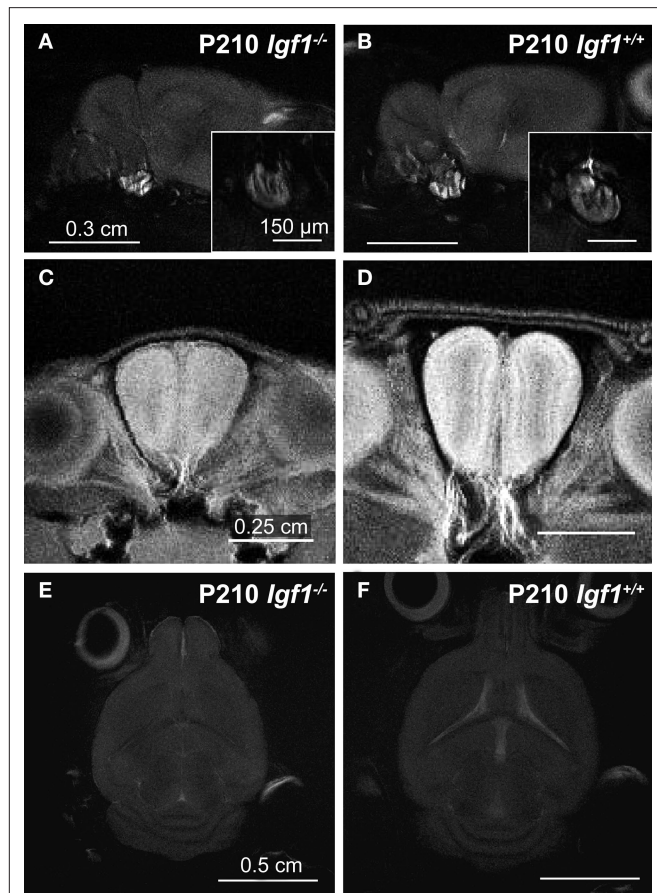 A P210 Igf1-/-
B P210 Igf1+/+
0.3 cm
150 µm
C
D
0.25 cm
E P210 Igf1-/-
F P210 Igf1+/+
0.5 cm